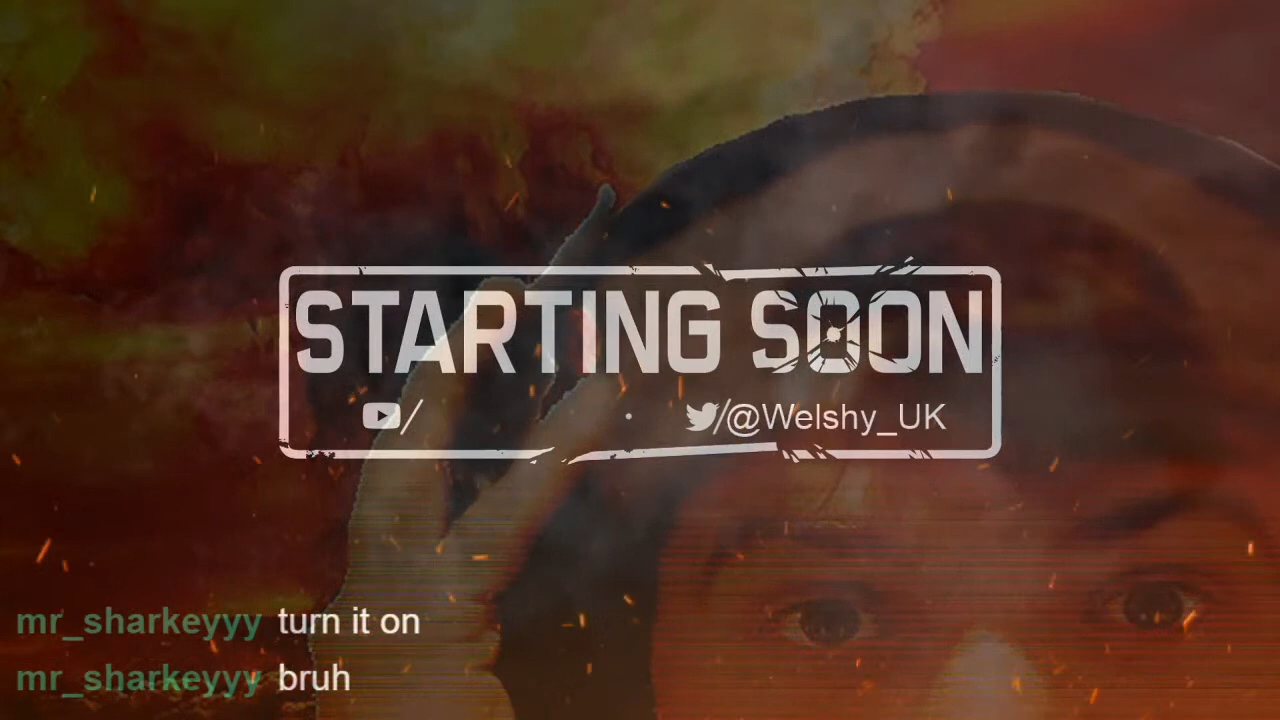 STARTING SOON
/ • /@Welshy_UK
mr_sharkeyyy turn it on
mr_sharkeyyy bruh